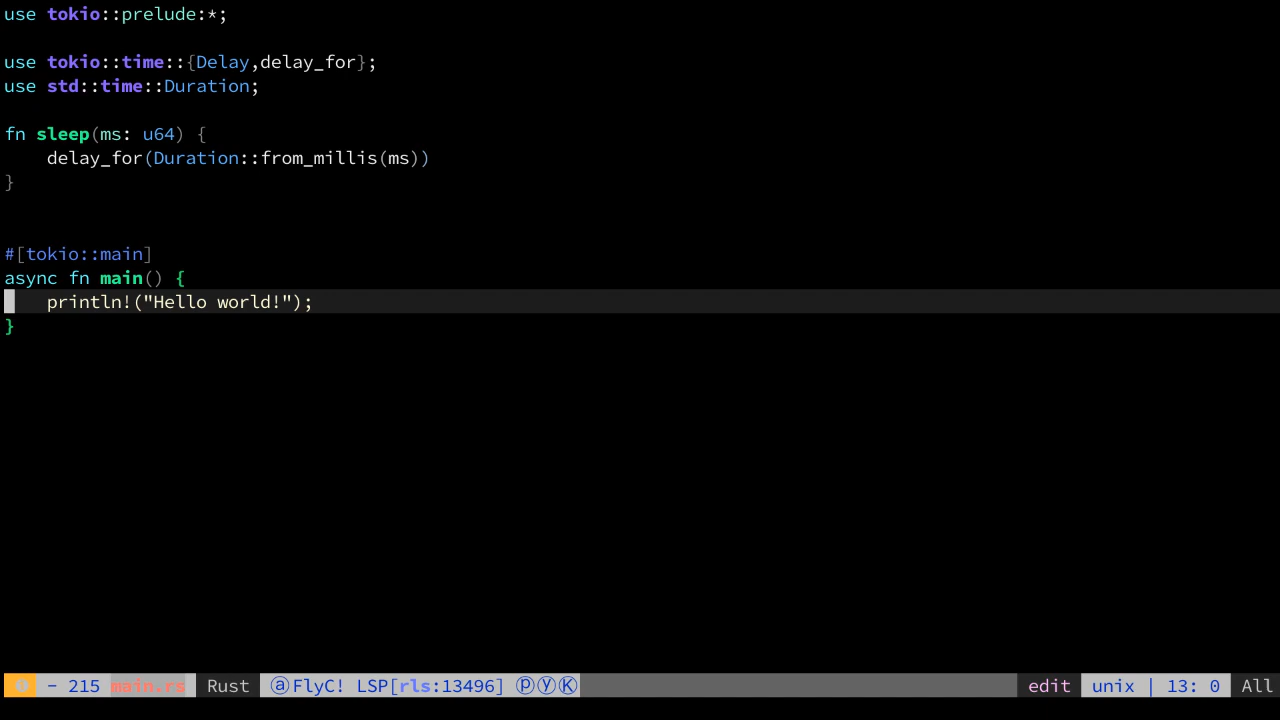 use tokio::prelude:*;
use tokio::time::{Delay,delay_for};
use std::time::Duration;
fn sleep(ms: u64) {
    delay_for(Duration::from_millis(ms))
}
#[tokio::main]
async fn main() {
    println!("Hello world!");
}
- 215 main.rs Rust ⓐFlyC! LSP[rls:13496] ⓟⓨⓀ edit unix | 13: 0 All